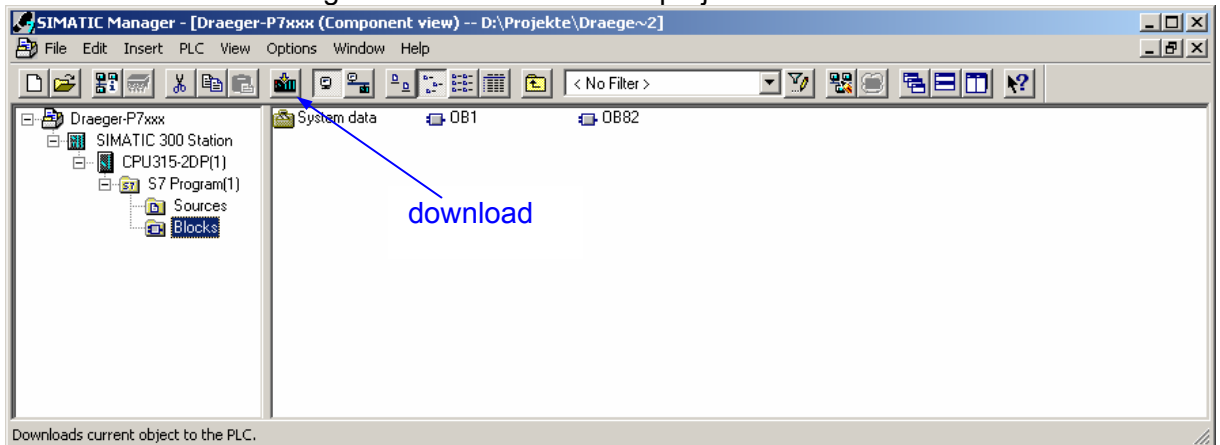 SIMATIC Manager - [Draeger-P7xxx (Component view) -- D:\Projekte\Draege~2]
File Edit Insert PLC View Options Window Help
< No Filter >
Draeger-P7xxx
SIMATIC 300 Station
CPU315-2DP(1)
S7 Program(1)
Sources
Blocks
System data OB1 OB82
download
Downloads current object to the PLC.